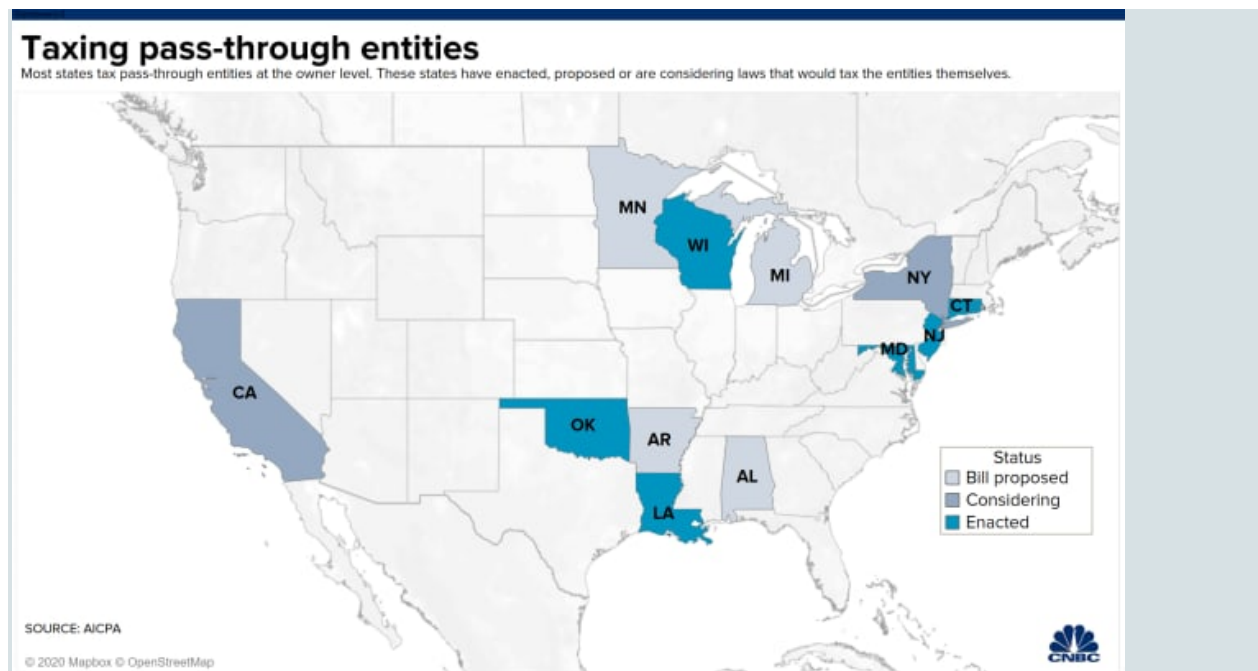 Taxing pass-through entities
Most states tax pass-through entities at the owner level. These states have enacted, proposed or are considering laws that would tax the entities themselves.
MN
WI
MI
NY
CT
NJ
MD
CA
OK
AR
AL
LA
Status
Bill proposed
Considering
Enacted
SOURCE: AICPA
© 2020 Mapbox © OpenStreetMap
CNBC